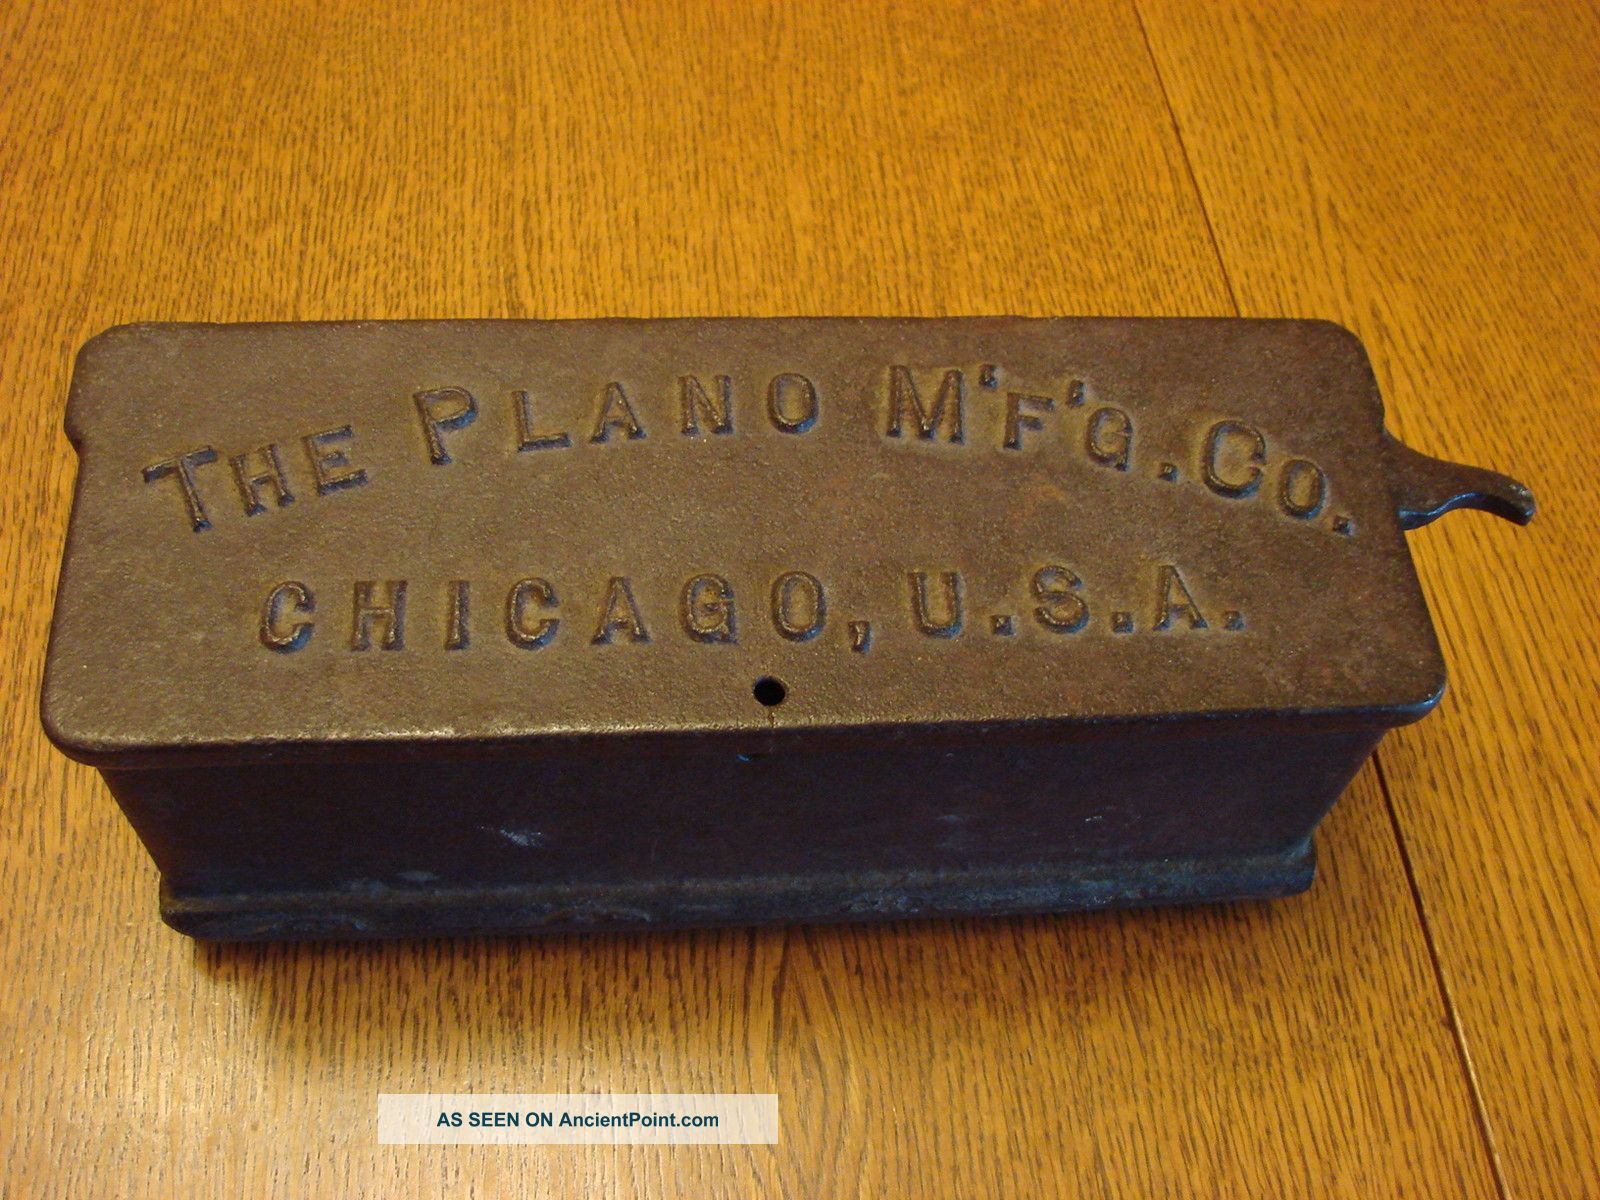 THE PLANO M'F'G. CO.
CHICAGO, U.S.A.
AS SEEN ON AncientPoint.com